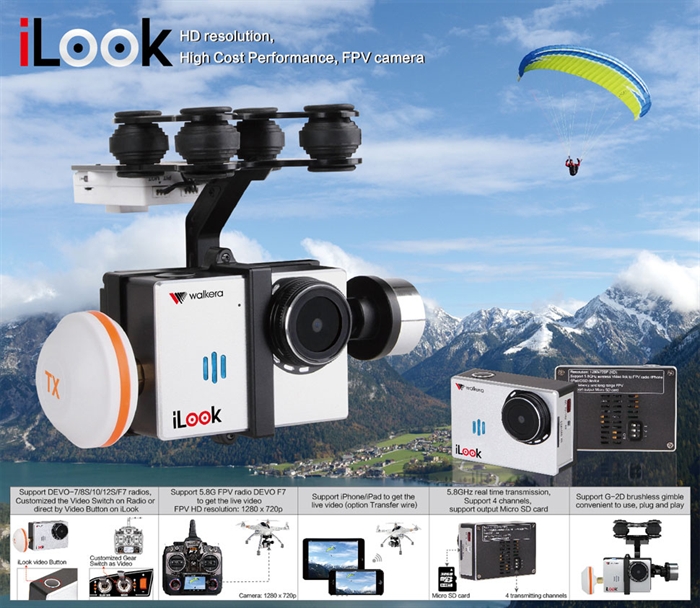 iLook
HD resolution,
High Cost Performance, FPV camera
walkera
TX
iLook
walkera
iLook
Support DEVO-7/8S/10/12S/F7 radios,
Customized the Video Switch on Radio or
direct by Video Button on iLook
iLook video Button
Customized Gear
Switch as Video
Support 5.8G FPV radio DEVO F7
to get the live video
FPV HD resolution: 1280 x 720p
Camera: 1280 x 720p
Support iPhone/iPad to get the
live video (option Transfer wire)
5.8GHz real time transmission,
Support 4 channels,
support output Micro SD card
Micro SD card
4 transmitting channels
Support G-2D brushless gimble
convenient to use, plug and play